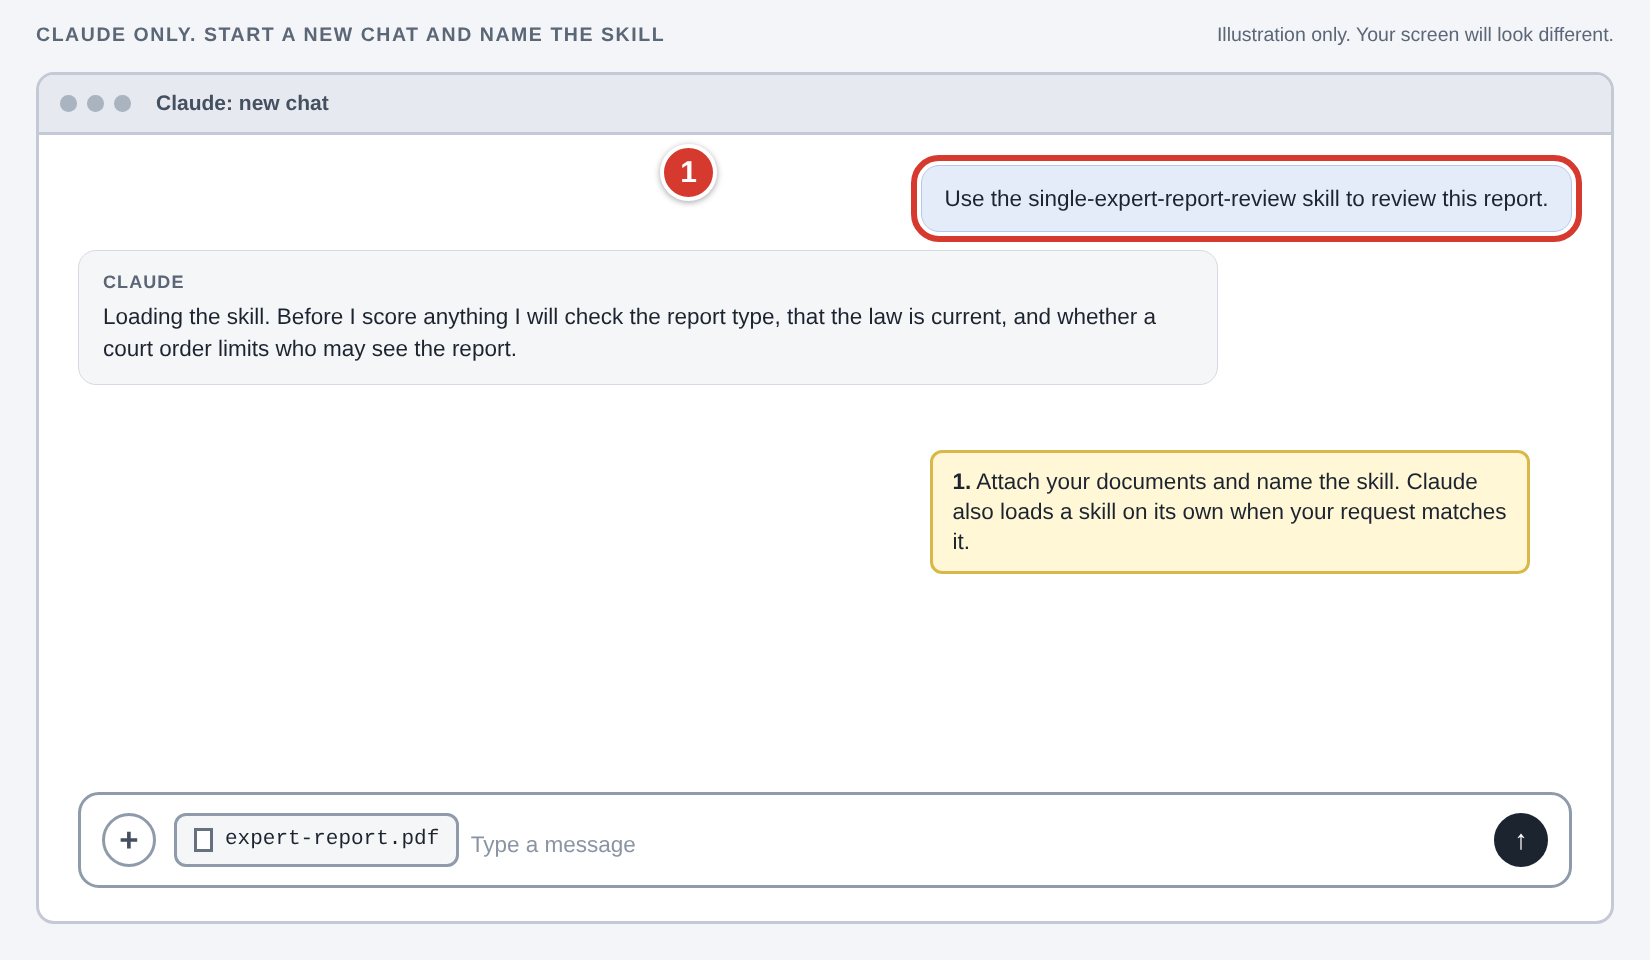 CLAUDE ONLY. START A NEW CHAT AND NAME THE SKILL
Illustration only. Your screen will look different.
Claude: new chat
1
Use the single-expert-report-review skill to review this report.
CLAUDE
Loading the skill. Before I score anything I will check the report type, that the law is current, and whether a
court order limits who may see the report.
1. Attach your documents and name the skill. Claude
also loads a skill on its own when your request matches
it.
+
expert-report.pdf
Type a message
↑